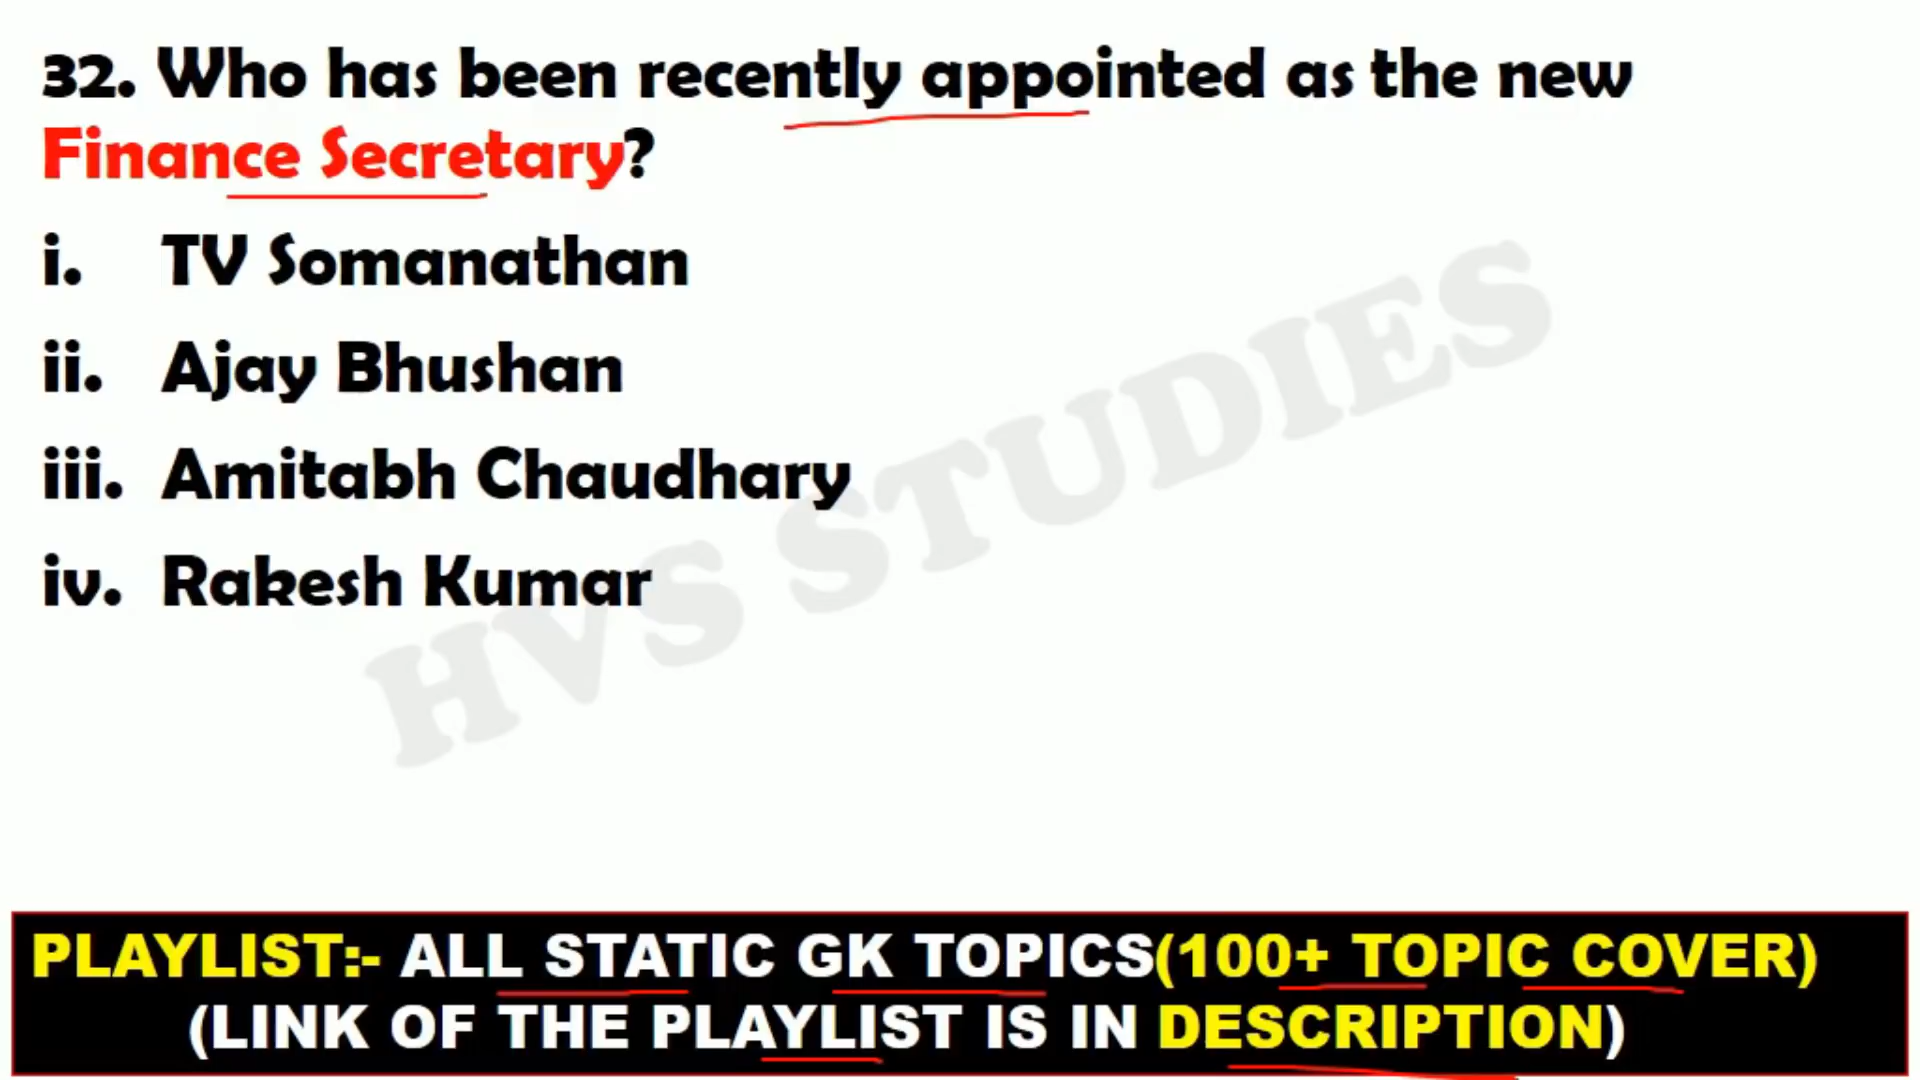 32. Who has been recently appointed as the new
Finance Secretary?
i. TV Somanathan
ii. Ajay Bhushan
iii. Amitabh Chaudhary
iv. Rakesh Kumar
HVS STUDIES
PLAYLIST:- ALL STATIC GK TOPICS(100+ TOPIC COVER)
(LINK OF THE PLAYLIST IS IN DESCRIPTION)